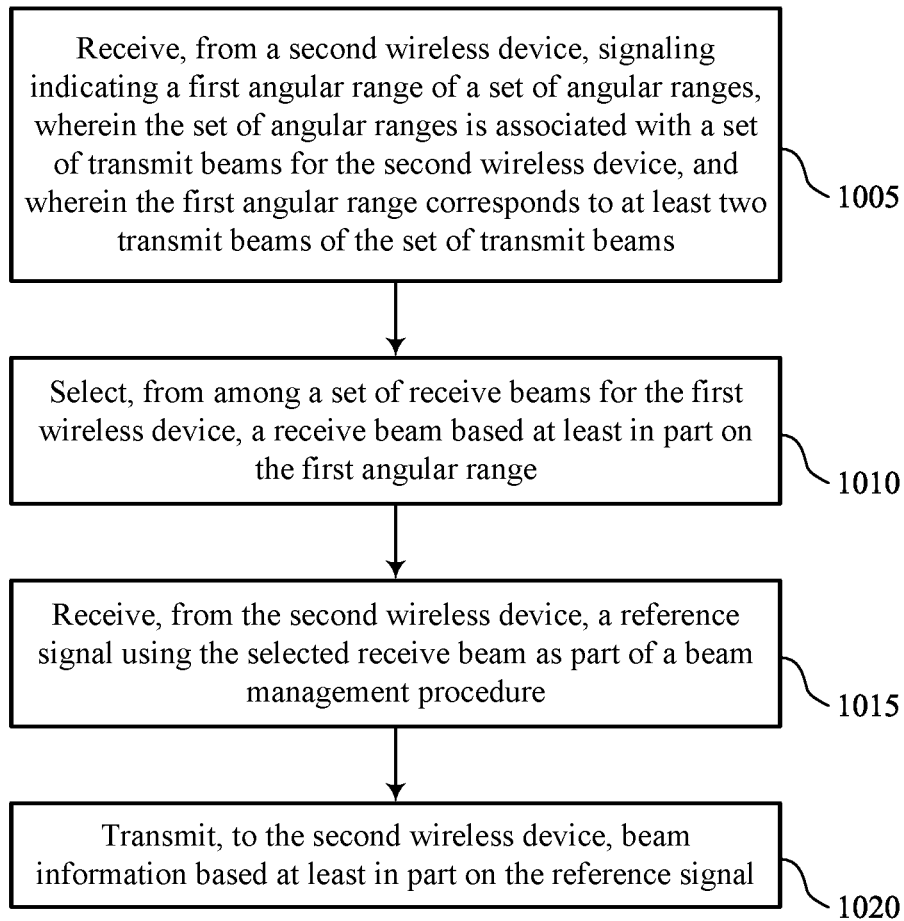 Receive, from a second wireless device, signaling
indicating a first angular range of a set of angular ranges,
wherein the set of angular ranges is associated with a set
of transmit beams for the second wireless device, and
wherein the first angular range corresponds to at least two
transmit beams of the set of transmit beams
1005
Select, from among a set of receive beams for the first
wireless device, a receive beam based at least in part on
the first angular range
1010
Receive, from the second wireless device, a reference
signal using the selected receive beam as part of a beam
management procedure
1015
Transmit, to the second wireless device, beam
information based at least in part on the reference signal
1020